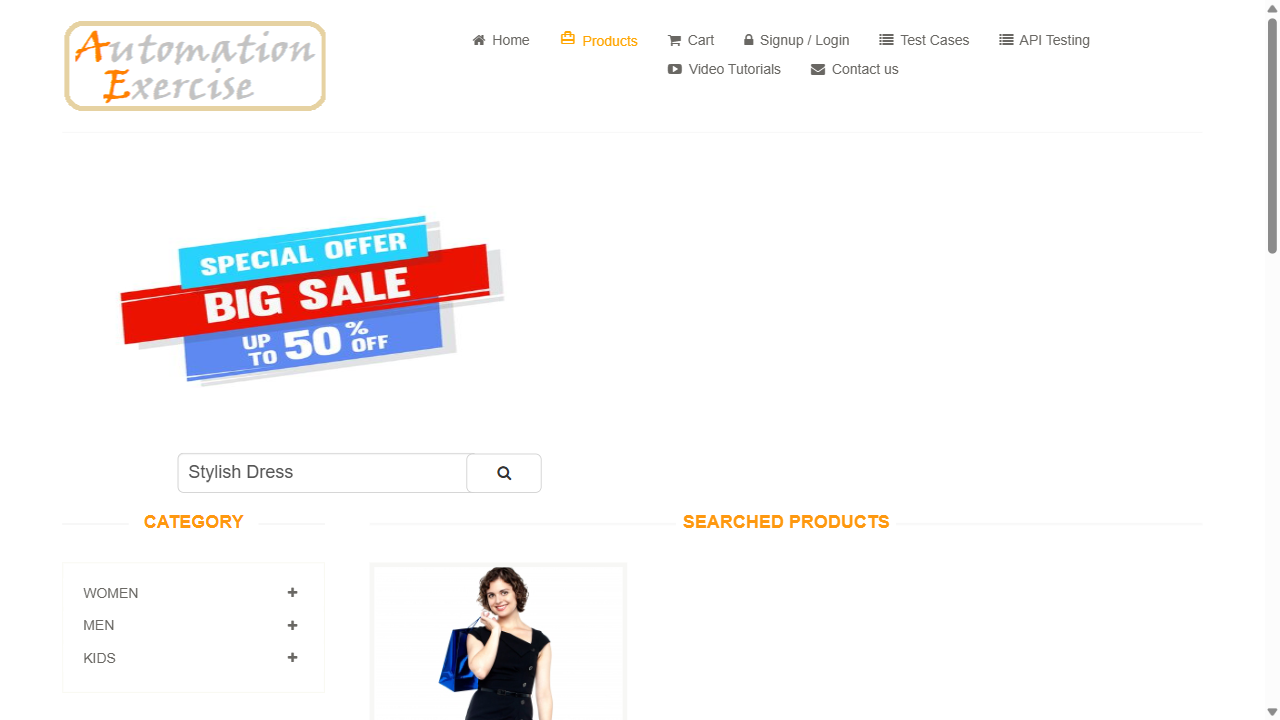 Automation
Exercise
Home
Products
Cart
Signup / Login
Test Cases
API Testing
Video Tutorials
Contact us
SPECIAL OFFER
BIG SALE
UP TO 50% OFF
Stylish Dress
CATEGORY
SEARCHED PRODUCTS
WOMEN
MEN
KIDS